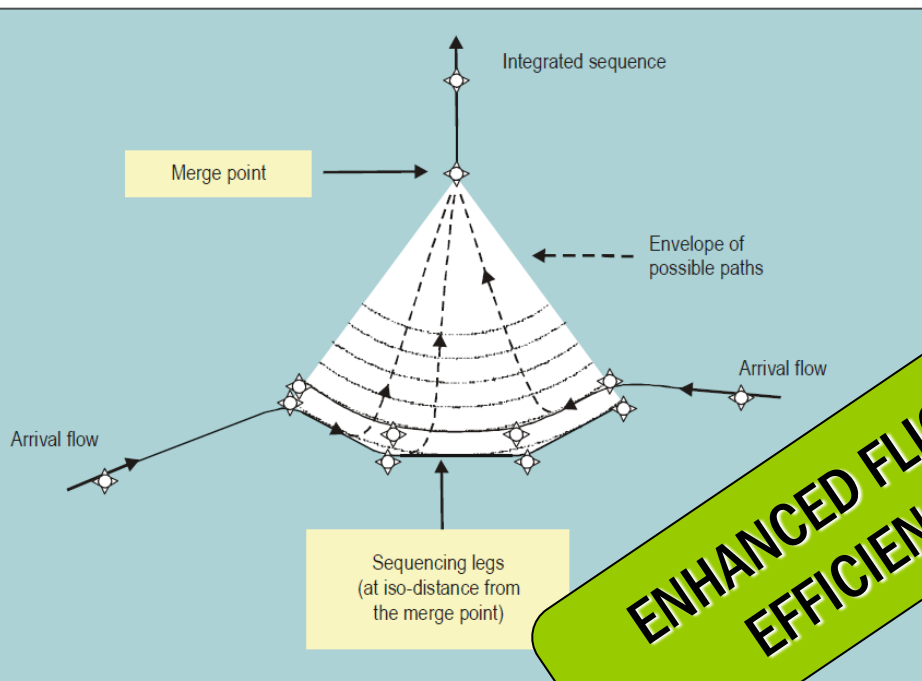 Integrated sequence
Merge point
Envelope of
possible paths
Arrival flow
Arrival flow
Sequencing legs
(at iso-distance from
the merge point)
ENHANCED